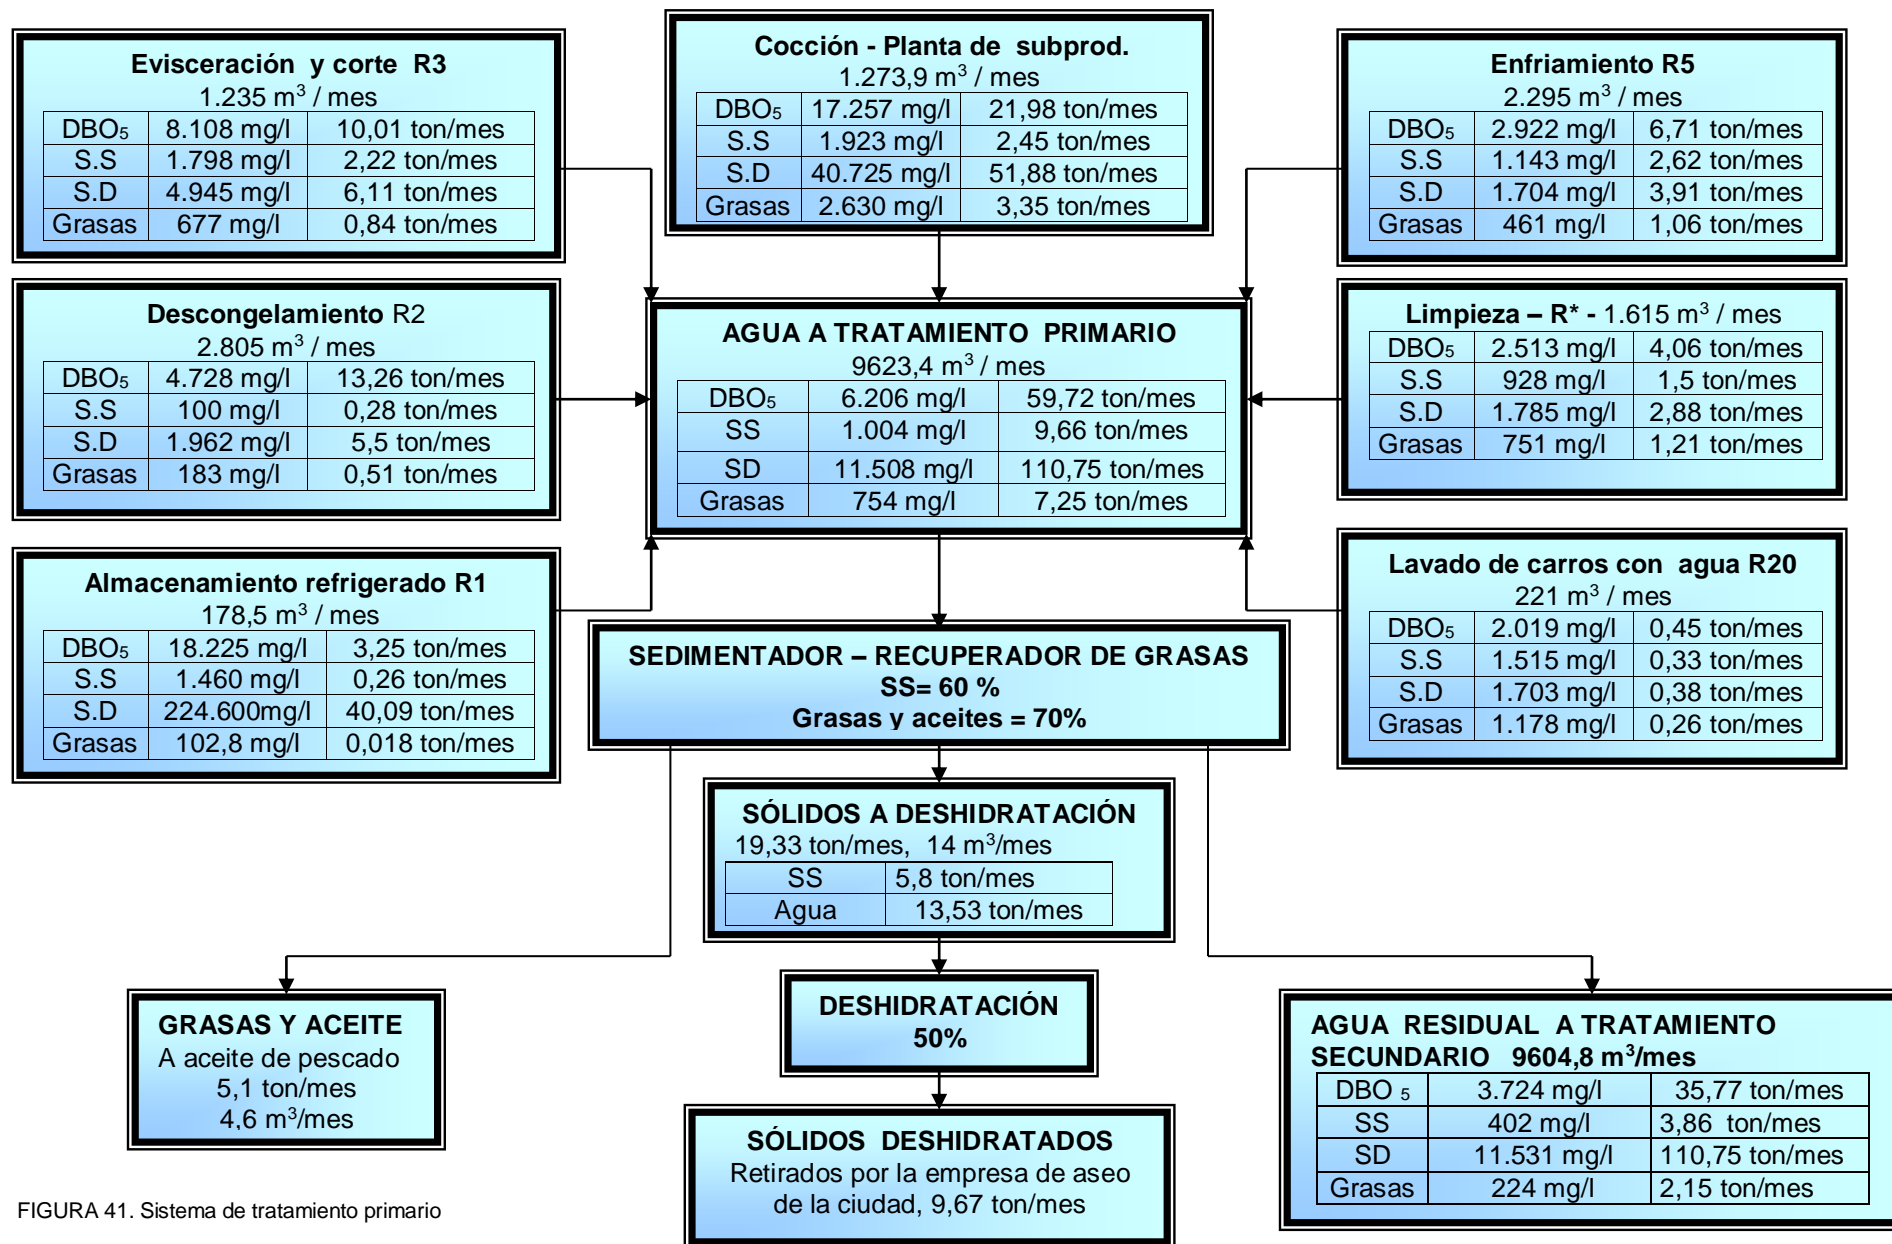 Evisceración y corte R3
1.235 m³ / mes
DBO₅ 8.108 mg/l 10,01 ton/mes
S.S 1.798 mg/l 2,22 ton/mes
S.D 4.945 mg/l 6,11 ton/mes
Grasas 677 mg/l 0,84 ton/mes
Cocción - Planta de subprod.
1.273,9 m³ / mes
DBO₅ 17.257 mg/l 21,98 ton/mes
S.S 1.923 mg/l 2,45 ton/mes
S.D 40.725 mg/l 51,88 ton/mes
Grasas 2.630 mg/l 3,35 ton/mes
Enfriamiento R5
2.295 m³ / mes
DBO₅ 2.922 mg/l 6,71 ton/mes
S.S 1.143 mg/l 2,62 ton/mes
S.D 1.704 mg/l 3,91 ton/mes
Grasas 461 mg/l 1,06 ton/mes
Descongelamiento R2
2.805 m³ / mes
DBO₅ 4.728 mg/l 13,26 ton/mes
S.S 100 mg/l 0,28 ton/mes
S.D 1.962 mg/l 5,5 ton/mes
Grasas 183 mg/l 0,51 ton/mes
AGUA A TRATAMIENTO PRIMARIO
9623,4 m³ / mes
DBO₅ 6.206 mg/l 59,72 ton/mes
SS 1.004 mg/l 9,66 ton/mes
SD 11.508 mg/l 110,75 ton/mes
Grasas 754 mg/l 7,25 ton/mes
Limpieza – R* - 1.615 m³ / mes
DBO₅ 2.513 mg/l 4,06 ton/mes
S.S 928 mg/l 1,5 ton/mes
S.D 1.785 mg/l 2,88 ton/mes
Grasas 751 mg/l 1,21 ton/mes
Almacenamiento refrigerado R1
178,5 m³ / mes
DBO₅ 18.225 mg/l 3,25 ton/mes
S.S 1.460 mg/l 0,26 ton/mes
S.D 224.600mg/l 40,09 ton/mes
Grasas 102,8 mg/l 0,018 ton/mes
SEDIMENTADOR – RECUPERADOR DE GRASAS
SS= 60 %
Grasas y aceites = 70%
Lavado de carros con agua R20
221 m³ / mes
DBO₅ 2.019 mg/l 0,45 ton/mes
S.S 1.515 mg/l 0,33 ton/mes
S.D 1.703 mg/l 0,38 ton/mes
Grasas 1.178 mg/l 0,26 ton/mes
SÓLIDOS A DESHIDRATACIÓN
19,33 ton/mes, 14 m³/mes
SS 5,8 ton/mes
Agua 13,53 ton/mes
GRASAS Y ACEITE
A aceite de pescado
5,1 ton/mes
4,6 m³/mes
DESHIDRATACIÓN
50%
AGUA RESIDUAL A TRATAMIENTO
SECUNDARIO 9604,8 m³/mes
DBO ₅ 3.724 mg/l 35,77 ton/mes
SS 402 mg/l 3,86 ton/mes
SD 11.531 mg/l 110,75 ton/mes
Grasas 224 mg/l 2,15 ton/mes
SÓLIDOS DESHIDRATADOS
Retirados por la empresa de aseo
de la ciudad, 9,67 ton/mes
FIGURA 41. Sistema de tratamiento primario